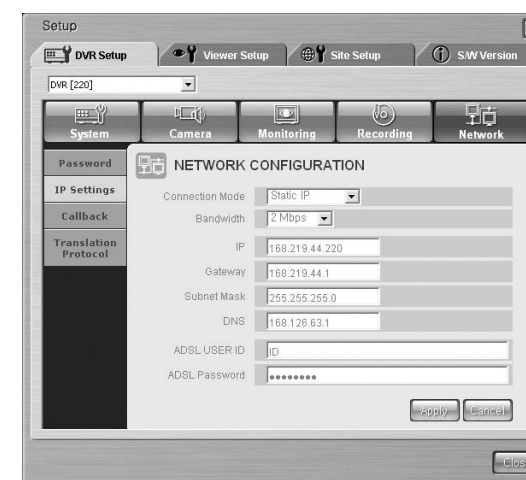 Setup
DVR Setup Viewer Setup Site Setup S/W Version
DVR [220]
System Camera Monitoring Recording Network
Password
IP Settings
Callback
Translation
Protocol
NETWORK CONFIGURATION
Connection Mode Static IP
Bandwidth 2 Mbps
IP 168.219.44.220
Gateway 168.219.44.1
Subnet Mask 255.255.255.0
DNS 168.126.63.1
ADSL USER ID ID
ADSL Password ••••••••
Apply Cancel
Clos